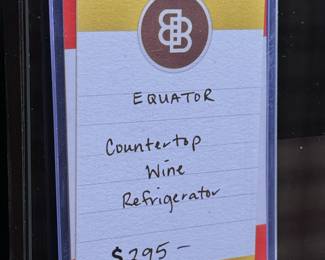 EQUATOR
Countertop
Wine
Refrigerator
$295-